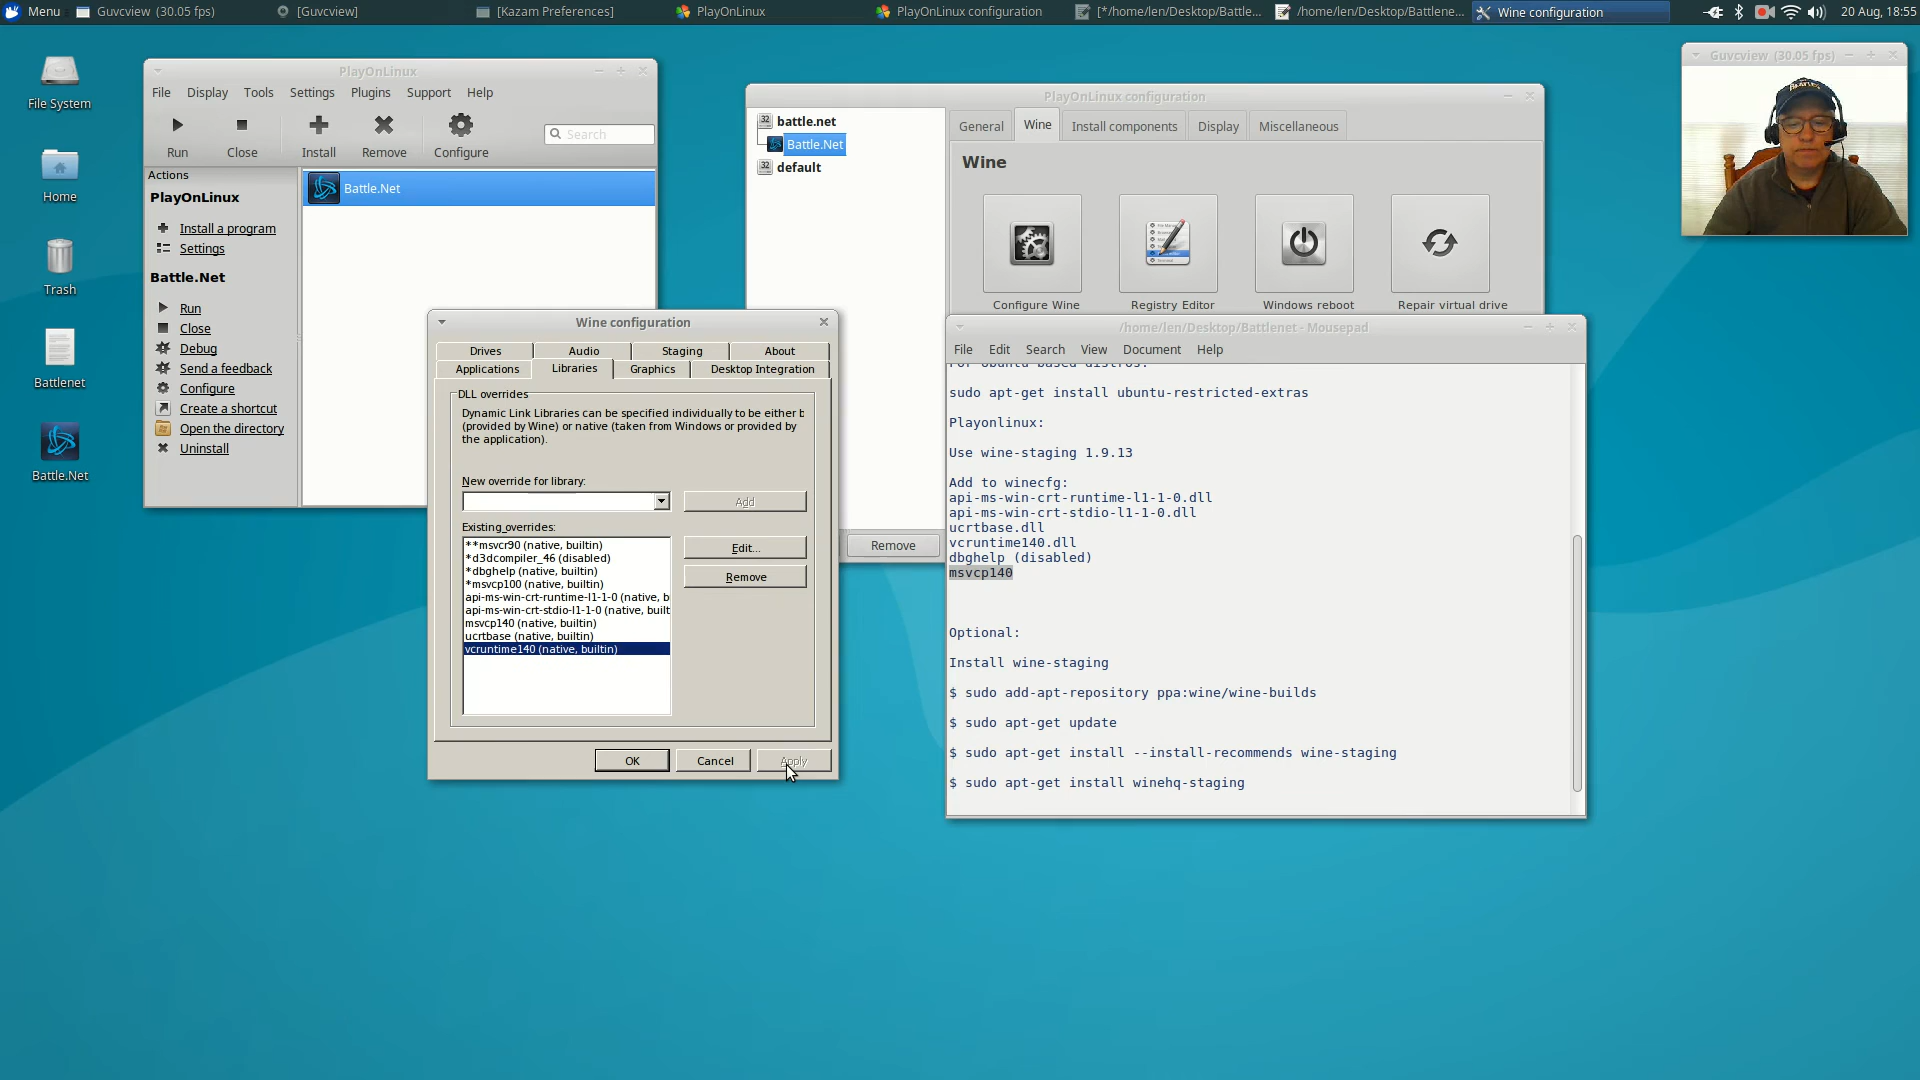 Menu
Guvcview (30.05 fps)
[Guvcview]
[Kazam Preferences]
PlayOnLinux
PlayOnLinux configuration
[*/home/len/Desktop/Battle...
/home/len/Desktop/Battlene...
Wine configuration
20 Aug, 18:55
File System
Home
Trash
Battlenet
Battle.Net
PlayOnLinux
File Display Tools Settings Plugins Support Help
Run
Close
Install
Remove
Configure
Search
Actions
PlayOnLinux
Install a program
Settings
Battle.Net
Run
Close
Debug
Send a feedback
Configure
Create a shortcut
Open the directory
Uninstall
Battle.Net
PlayOnLinux configuration
battle.net
Battle.Net
default
General
Wine
Install components
Display
Miscellaneous
Wine
Configure Wine
Registry Editor
Windows reboot
Repair virtual drive
Remove
Guvcview (30.05 fps)
Wine configuration
Drives Audio Staging About
Applications Libraries Graphics Desktop Integration
DLL overrides
Dynamic Link Libraries can be specified individually to be either b
(provided by Wine) or native (taken from Windows or provided by
the application).
New override for library:
Add
Existing overrides:
**msvcr90 (native, builtin)
*d3dcompiler_46 (disabled)
*dbghelp (native, builtin)
*msvcp100 (native, builtin)
api-ms-win-crt-runtime-l1-1-0 (native, b
api-ms-win-crt-stdio-l1-1-0 (native, built
msvcp140 (native, builtin)
ucrtbase (native, builtin)
vcruntime140 (native, builtin)
Edit...
Remove
OK
Cancel
Apply
/home/len/Desktop/Battlenet - Mousepad
File Edit Search View Document Help
For Ubuntu based distros:
sudo apt-get install ubuntu-restricted-extras
Playonlinux:
Use wine-staging 1.9.13
Add to winecfg:
api-ms-win-crt-runtime-l1-1-0.dll
api-ms-win-crt-stdio-l1-1-0.dll
ucrtbase.dll
vcruntime140.dll
dbghelp (disabled)
msvcp140
Optional:
Install wine-staging
$ sudo add-apt-repository ppa:wine/wine-builds
$ sudo apt-get update
$ sudo apt-get install --install-recommends wine-staging
$ sudo apt-get install winehq-staging